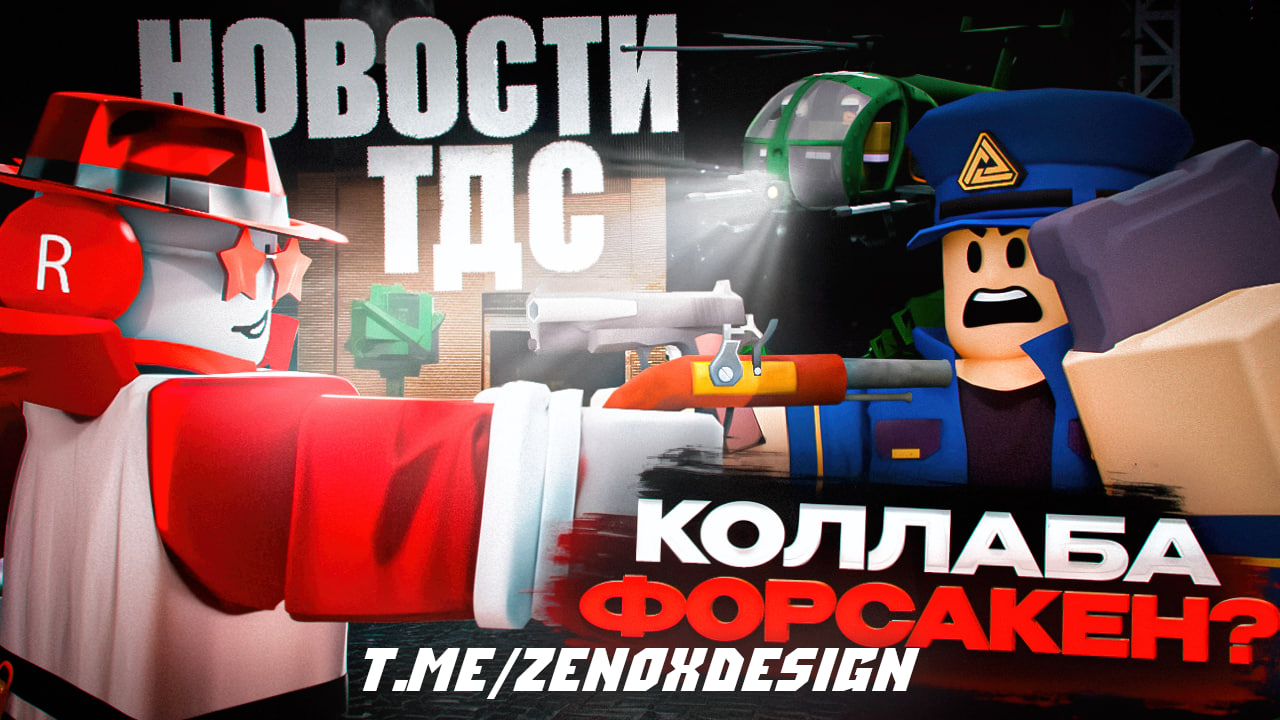 НОВОСТИ
ТДС
R
КОЛЛАБА
ФОРСАКЕН?
T.ME/ZENOXDESIGN